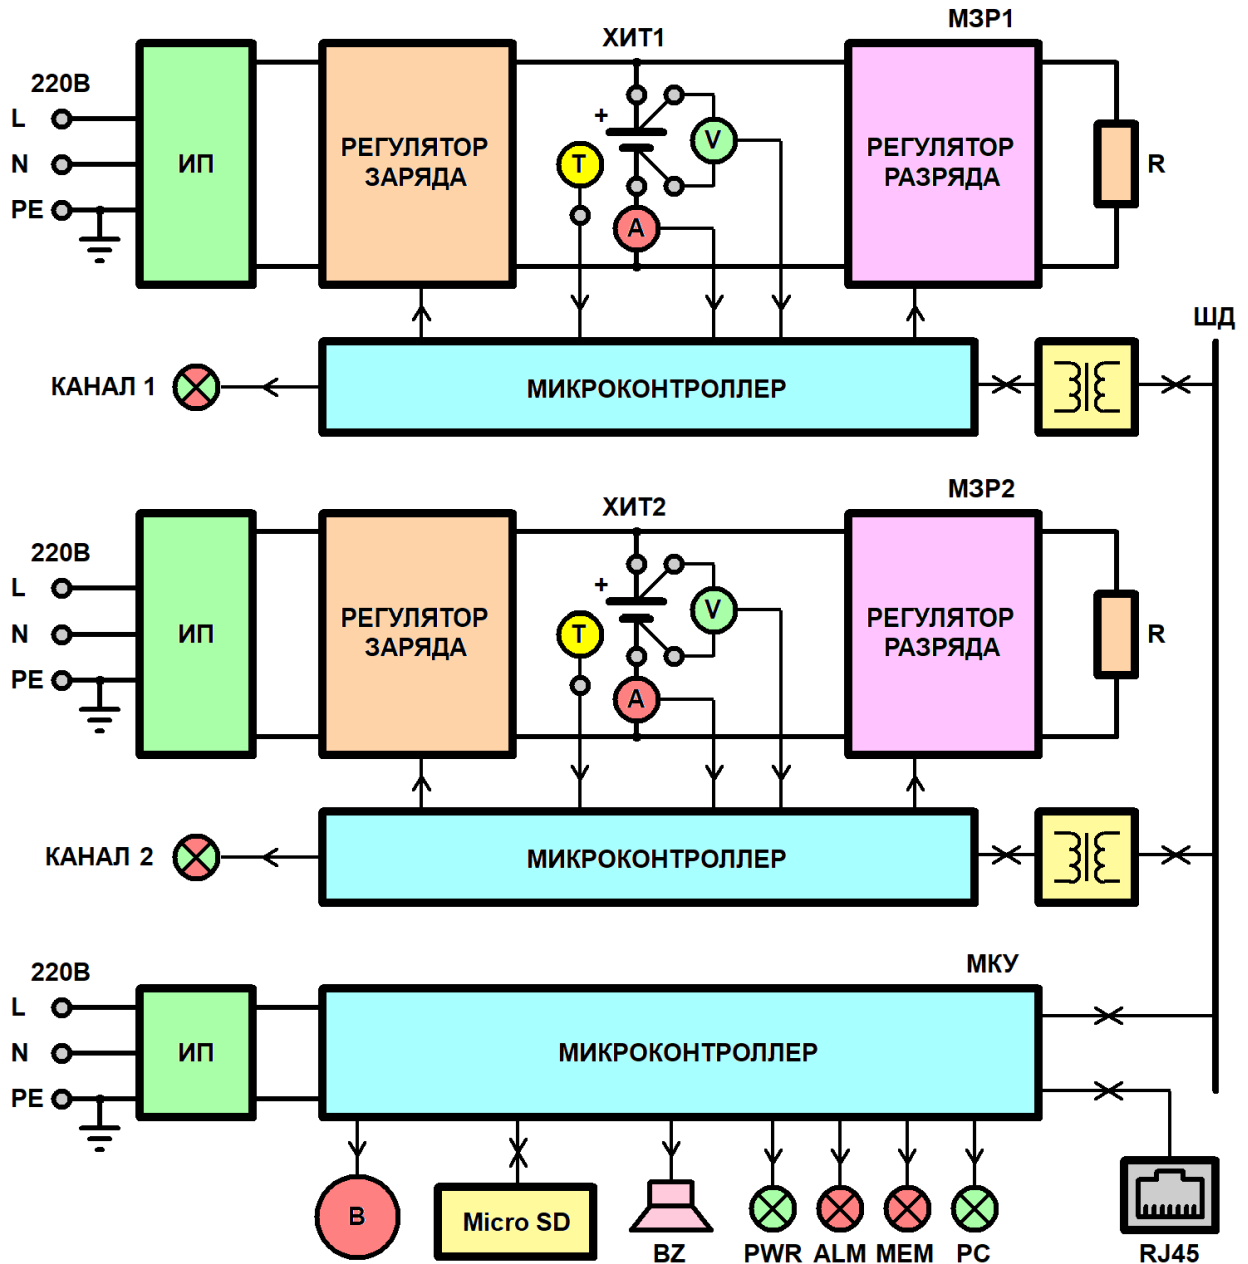 ХИТ1
МЗР1
220В
L
N
PE
ИП
РЕГУЛЯТОР
ЗАРЯДА
+
T
V
A
РЕГУЛЯТОР
РАЗРЯДА
R
ШД
КАНАЛ 1
МИКРОКОНТРОЛЛЕР
ХИТ2
МЗР2
220В
L
N
PE
ИП
РЕГУЛЯТОР
ЗАРЯДА
+
T
V
A
РЕГУЛЯТОР
РАЗРЯДА
R
КАНАЛ 2
МИКРОКОНТРОЛЛЕР
220В
МКУ
L
N
PE
ИП
МИКРОКОНТРОЛЛЕР
B
Micro SD
BZ
PWR
ALM
MEM
PC
RJ45